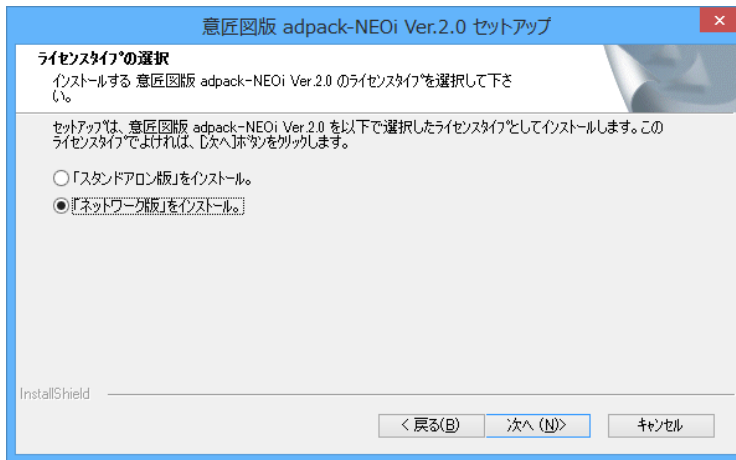 意匠図版 adpack-NEOi Ver.2.0 セットアップ
×
ライセンスタイプの選択
インストールする 意匠図版 adpack-NEOi Ver.2.0 のライセンスタイプを選択して下さ
い。
セットアップは、意匠図版 adpack-NEOi Ver.2.0 を以下で選択したライセンスタイプとしてインストールします。この
ライセンスタイプでよければ、[次へ]ボタンをクリックします。
「スタンドアロン版」をインストール。
「ネットワーク版」をインストール。
InstallShield
< 戻る(B) 次へ (N)> キャンセル